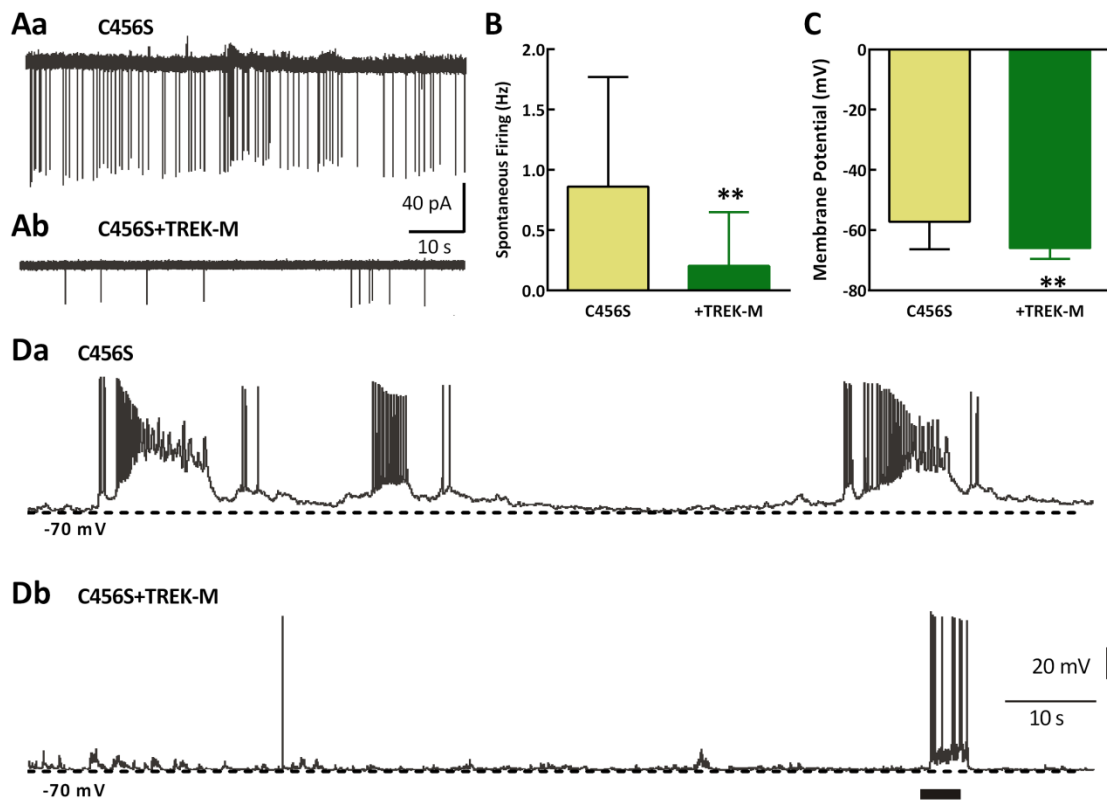 Aa C456S
40 pA
10 s
Ab C456S+TREK-M
B
Spontaneous Firing (Hz)
2.0
1.5
1.0
0.5
0.0
**
C456S +TREK-M
C
Membrane Potential (mV)
0
-20
-40
-60
-80
**
C456S +TREK-M
Da C456S
-70 mV
Db C456S+TREK-M
20 mV
10 s
-70 mV